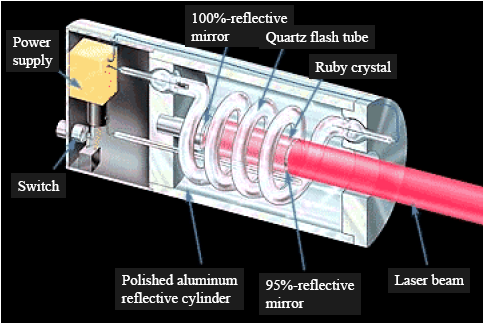 100%-reflective
mirror
Quartz flash tube
Power
supply
Ruby crystal
Switch
Polished aluminum
reflective cylinder
95%-reflective
mirror
Laser beam